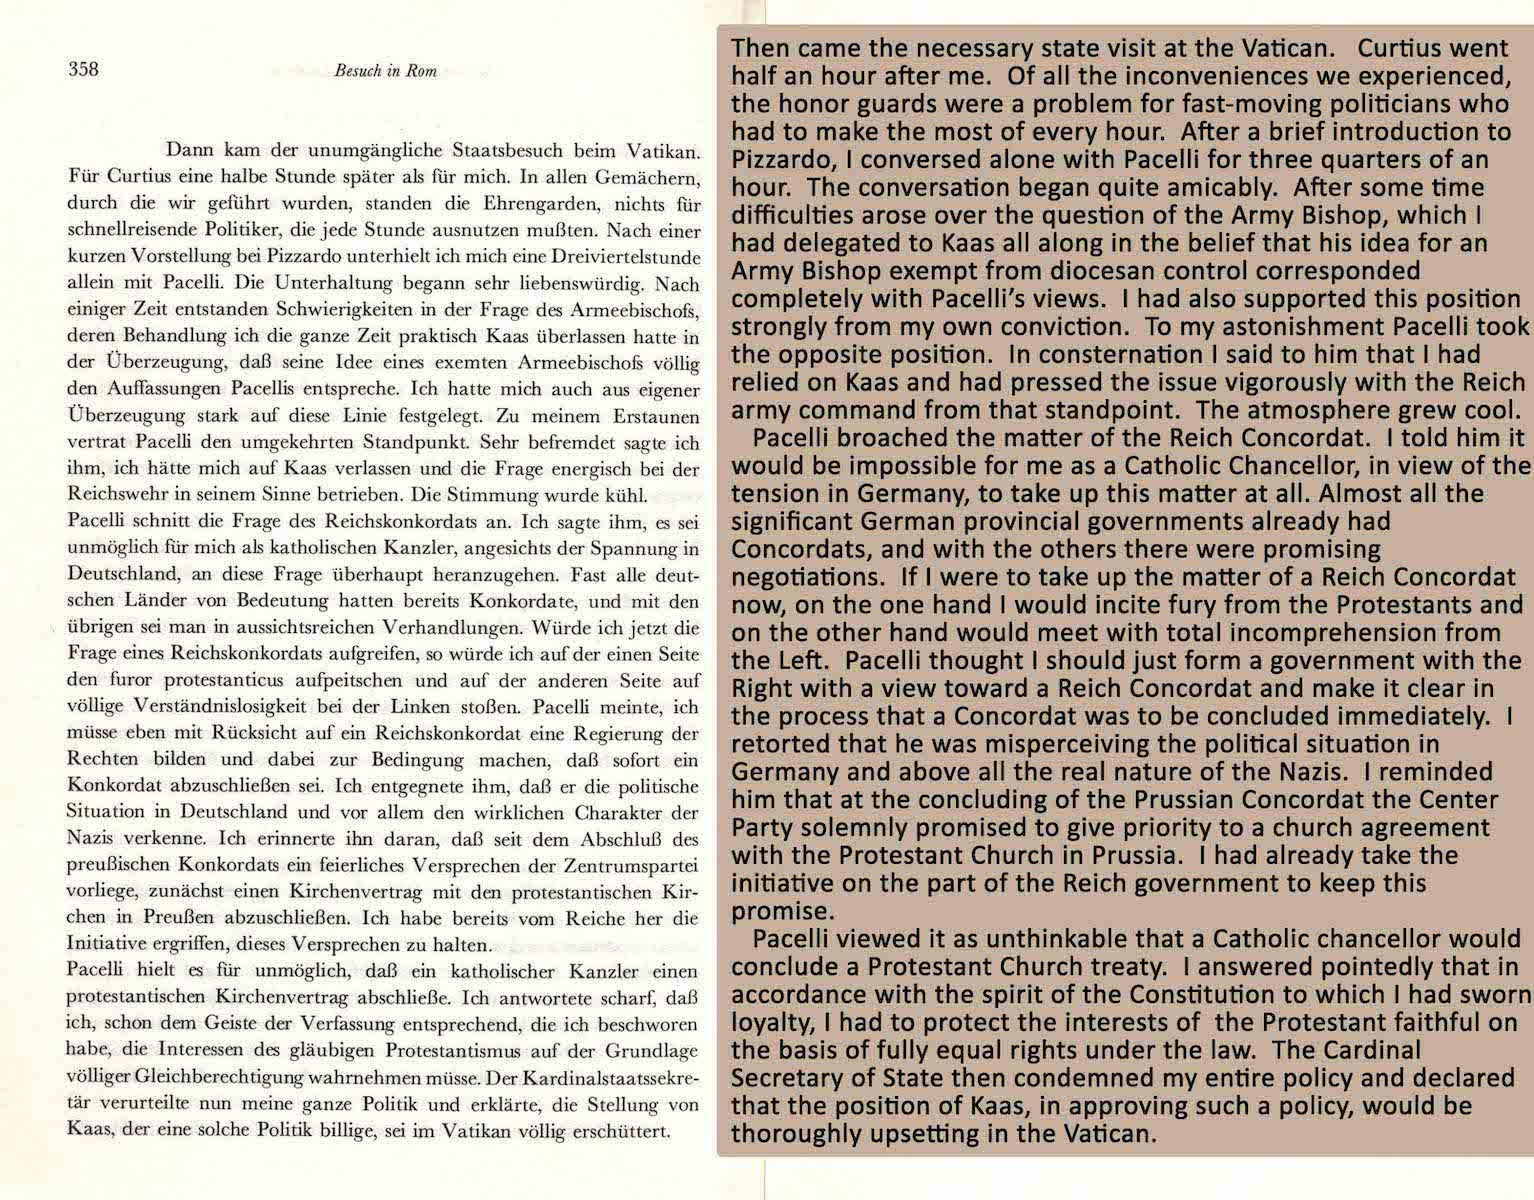 358
Besuch in Rom
Dann kam der unumgängliche Staatsbesuch beim Vatikan.
Für Curtius eine halbe Stunde später als für mich. In allen Gemächern,
durch die wir geführt wurden, standen die Ehrengarden, nichts für
schnellreisende Politiker, die jede Stunde ausnutzen mußten. Nach einer
kurzen Vorstellung bei Pizzardo unterhielt ich mich eine Dreiviertelstunde
allein mit Pacelli. Die Unterhaltung begann sehr liebenswürdig. Nach
einiger Zeit entstanden Schwierigkeiten in der Frage des Armeebischofs,
deren Behandlung ich die ganze Zeit praktisch Kaas überlassen hatte in
der Überzeugung, daß seine Idee eines exemten Armeebischofs völlig
den Auffassungen Pacellis entspreche. Ich hatte mich auch aus eigener
Überzeugung stark auf diese Linie festgelegt. Zu meinem Erstaunen
vertrat Pacelli den umgekehrten Standpunkt. Sehr befremdet sagte ich
ihm, ich hätte mich auf Kaas verlassen und die Frage energisch bei der
Reichswehr in seinem Sinne betrieben. Die Stimmung wurde kühl.
Pacelli schnitt die Frage des Reichskonkordats an. Ich sagte ihm, es sei
unmöglich für mich als katholischen Kanzler, angesichts der Spannung in
Deutschland, an diese Frage überhaupt heranzugehen. Fast alle deut-
schen Länder von Bedeutung hatten bereits Konkordate, und mit den
übrigen sei man in aussichtsreichen Verhandlungen. Würde ich jetzt die
Frage eines Reichskonkordats aufgreifen, so würde ich auf der einen Seite
den furor protestanticus aufpeitschen und auf der anderen Seite auf
völlige Verständnislosigkeit bei der Linken stoßen. Pacelli meinte, ich
müsse eben mit Rücksicht auf ein Reichskonkordat eine Regierung der
Rechten bilden und dabei zur Bedingung machen, daß sofort ein
Konkordat abzuschließen sei. Ich entgegnete ihm, daß er die politische
Situation in Deutschland und vor allem den wirklichen Charakter der
Nazis verkenne. Ich erinnerte ihn daran, daß seit dem Abschluß des
preußischen Konkordats ein feierliches Versprechen der Zentrumspartei
vorliege, zunächst einen Kirchenvertrag mit den protestantischen Kir-
chen in Preußen abzuschließen. Ich habe bereits vom Reiche her die
Initiative ergriffen, dieses Versprechen zu halten.
Pacelli hielt es für unmöglich, daß ein katholischer Kanzler einen
protestantischen Kirchenvertrag abschließe. Ich antwortete scharf, daß
ich, schon dem Geiste der Verfassung entsprechend, die ich beschworen
habe, die Interessen des gläubigen Protestantismus auf der Grundlage
völliger Gleichberechtigung wahrnehmen müsse. Der Kardinalstaatssekre-
tär verurteilte nun meine ganze Politik und erklärte, die Stellung von
Kaas, der eine solche Politik billige, sei im Vatikan völlig erschüttert.
Then came the necessary state visit at the Vatican. Curtius went
half an hour after me. Of all the inconveniences we experienced,
the honor guards were a problem for fast-moving politicians who
had to make the most of every hour. After a brief introduction to
Pizzardo, I conversed alone with Pacelli for three quarters of an
hour. The conversation began quite amicably. After some time
difficulties arose over the question of the Army Bishop, which I
had delegated to Kaas all along in the belief that his idea for an
Army Bishop exempt from diocesan control corresponded
completely with Pacelli's views. I had also supported this position
strongly from my own conviction. To my astonishment Pacelli took
the opposite position. In consternation I said to him that I had
relied on Kaas and had pressed the issue vigorously with the Reich
army command from that standpoint. The atmosphere grew cool.
Pacelli broached the matter of the Reich Concordat. I told him it
would be impossible for me as a Catholic Chancellor, in view of the
tension in Germany, to take up this matter at all. Almost all the
significant German provincial governments already had
Concordats, and with the others there were promising
negotiations. If I were to take up the matter of a Reich Concordat
now, on the one hand I would incite fury from the Protestants and
on the other hand would meet with total incomprehension from
the Left. Pacelli thought I should just form a government with the
Right with a view toward a Reich Concordat and make it clear in
the process that a Concordat was to be concluded immediately. I
retorted that he was misperceiving the political situation in
Germany and above all the real nature of the Nazis. I reminded
him that at the concluding of the Prussian Concordat the Center
Party solemnly promised to give priority to a church agreement
with the Protestant Church in Prussia. I had already take the
initiative on the part of the Reich government to keep this
promise.
Pacelli viewed it as unthinkable that a Catholic chancellor would
conclude a Protestant Church treaty. I answered pointedly that in
accordance with the spirit of the Constitution to which I had sworn
loyalty, I had to protect the interests of the Protestant faithful on
the basis of fully equal rights under the law. The Cardinal
Secretary of State then condemned my entire policy and declared
that the position of Kaas, in approving such a policy, would be
thoroughly upsetting in the Vatican.